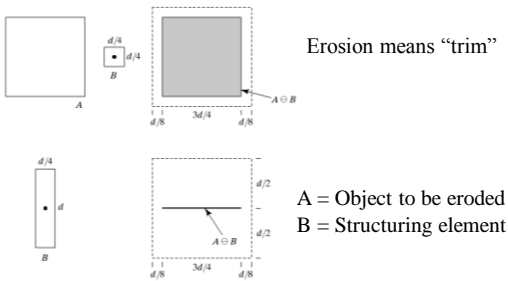 A
d/4
d/4
B
A ⊖ B
d/8
3d/4
d/8
Erosion means “trim”
d/4
d
B
d/2
d/2
A ⊖ B
d/8
3d/4
d/8
A = Object to be eroded
B = Structuring element